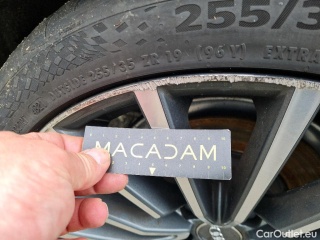 255/3
255/35 ZR 19 (96Y) EXTRA
MACADAM
CarOutlet.eu